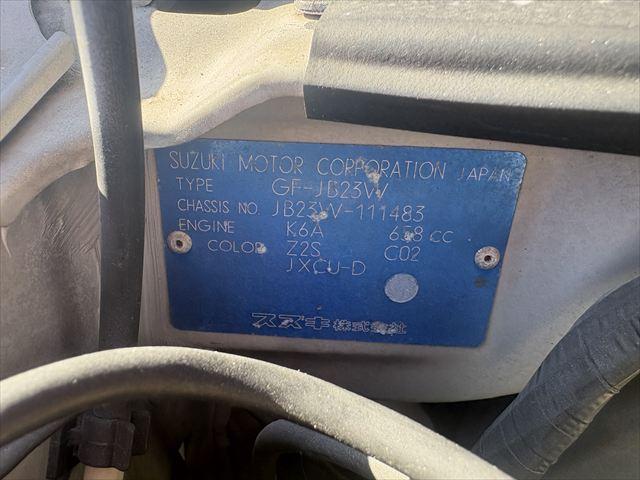 SUZUKI MOTOR CORPORATION JAPAN
TYPE GF-JB23W
CHASSIS NO. JB23W-111483
ENGINE K6A 658 CC
COLOR Z2S C02
JXCU-D
スズキ株式会社